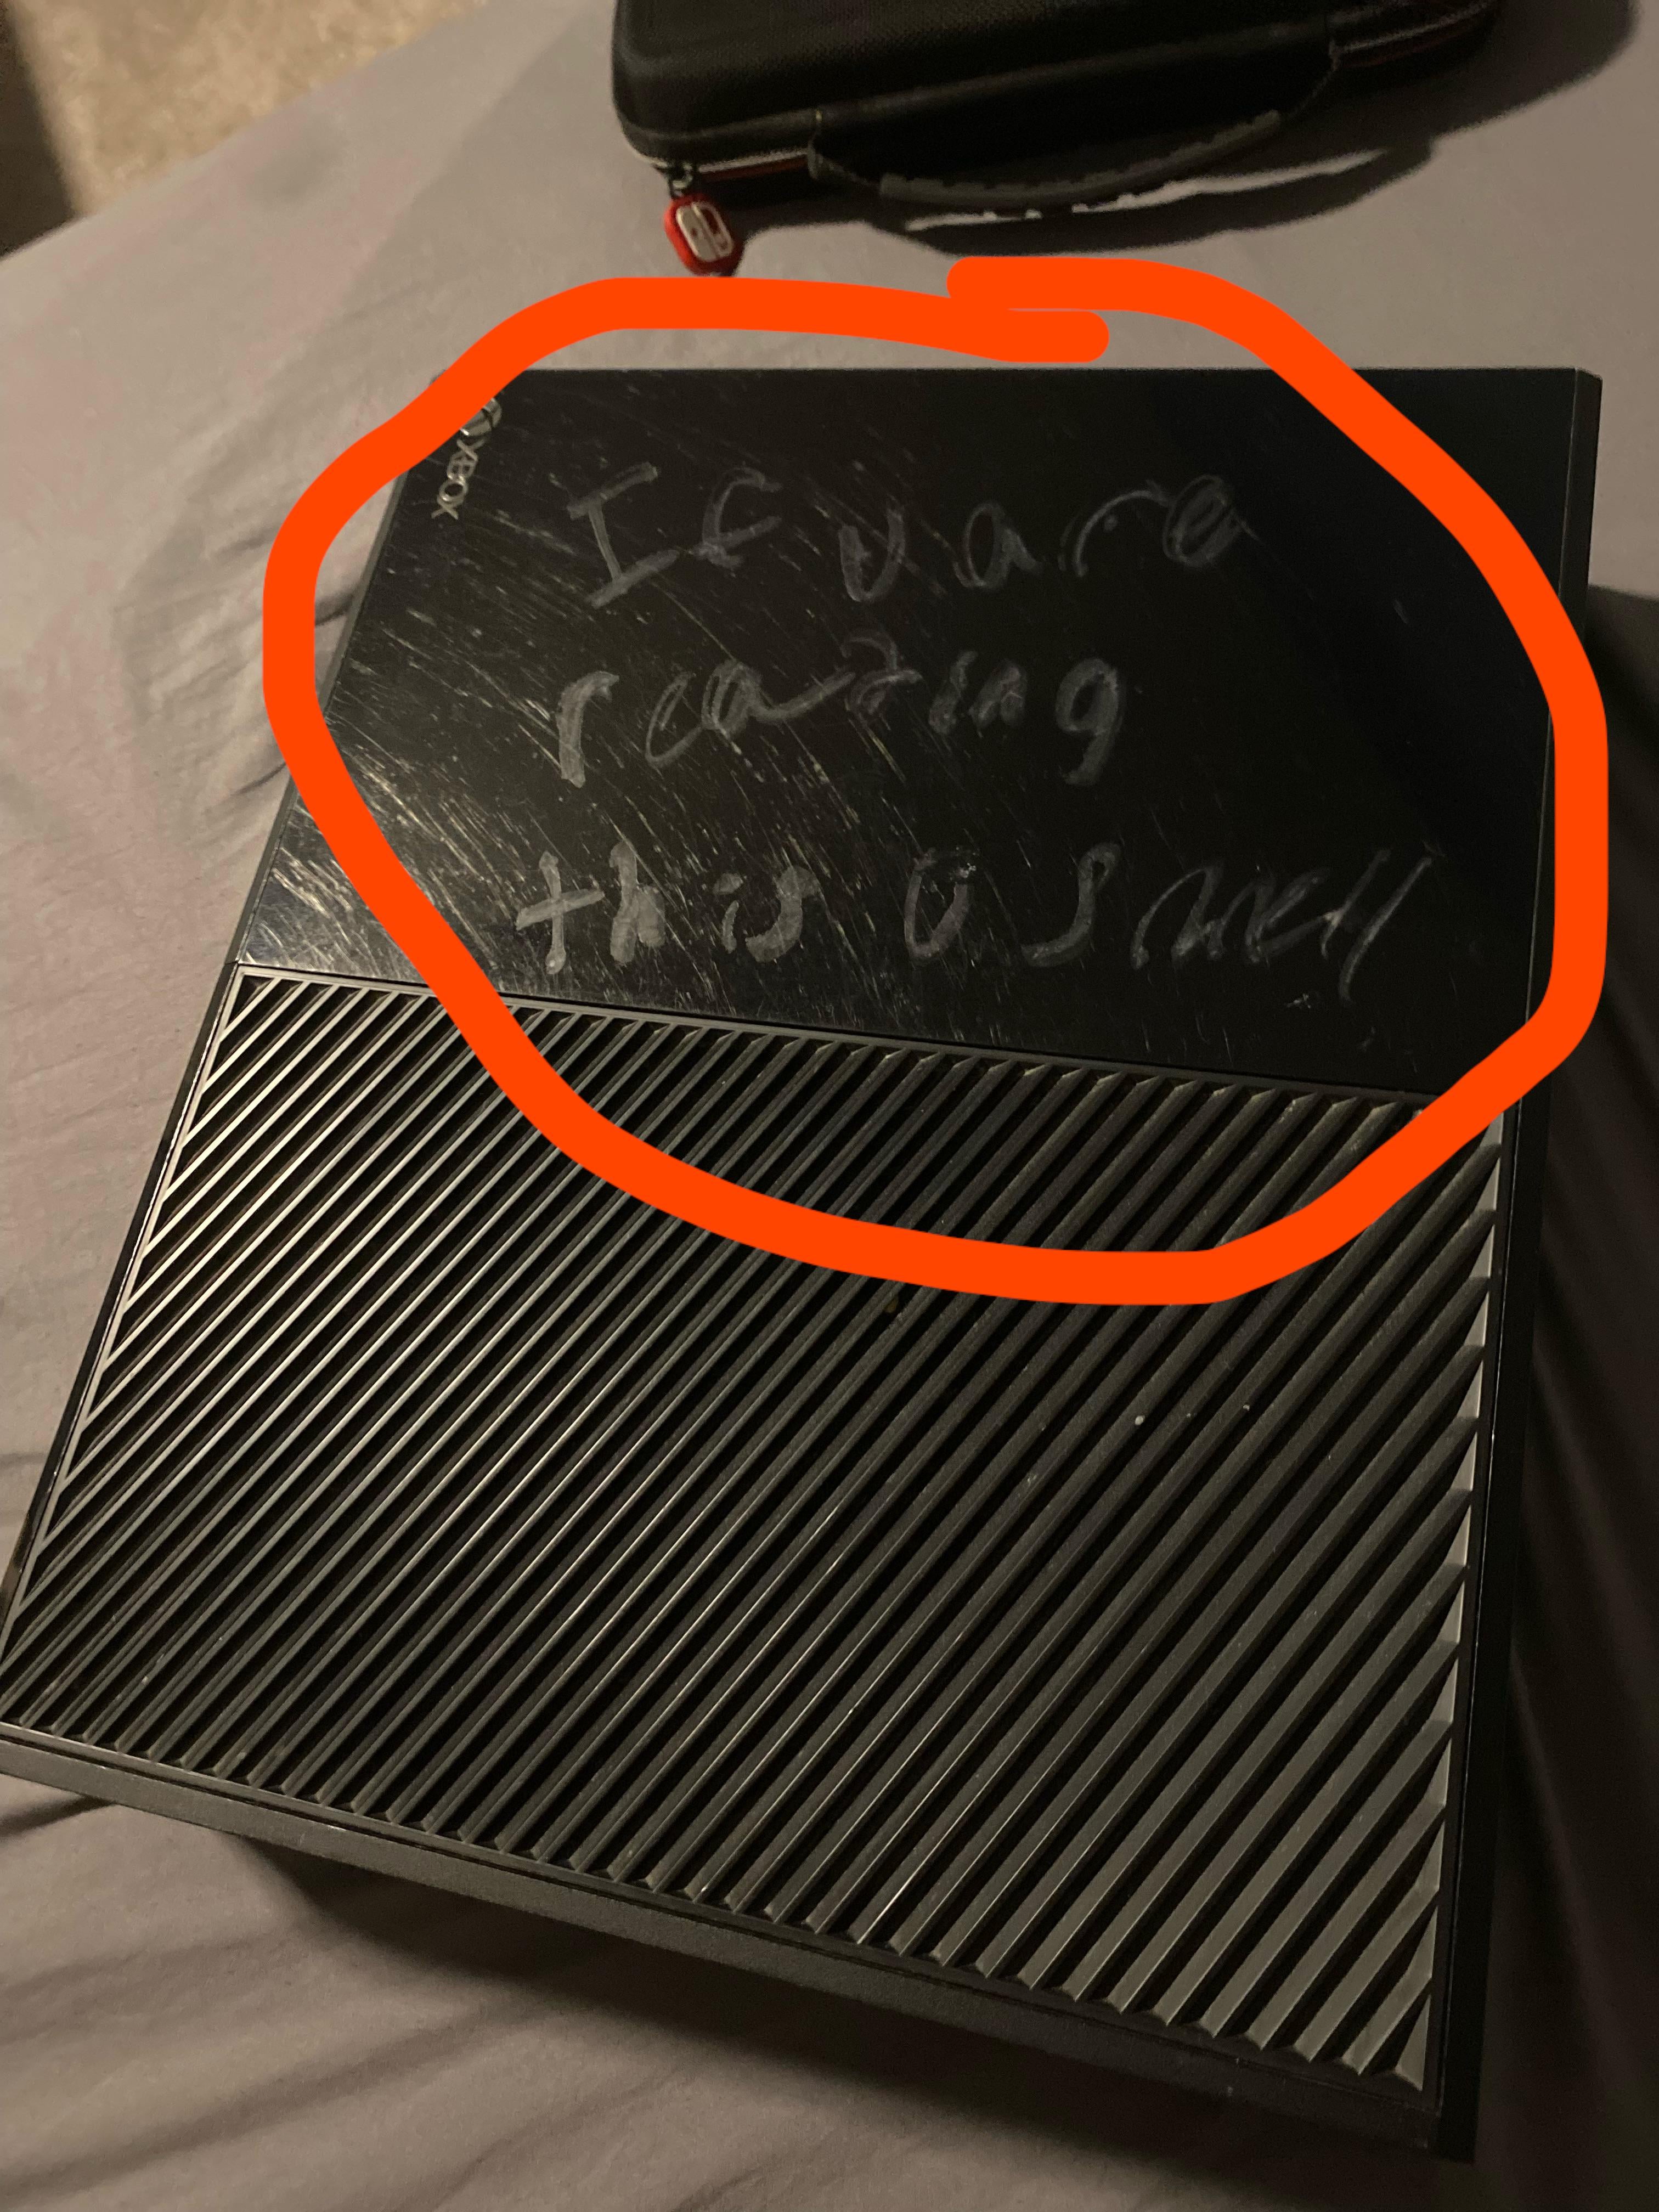 XBOX
If U are
reading
this U smell